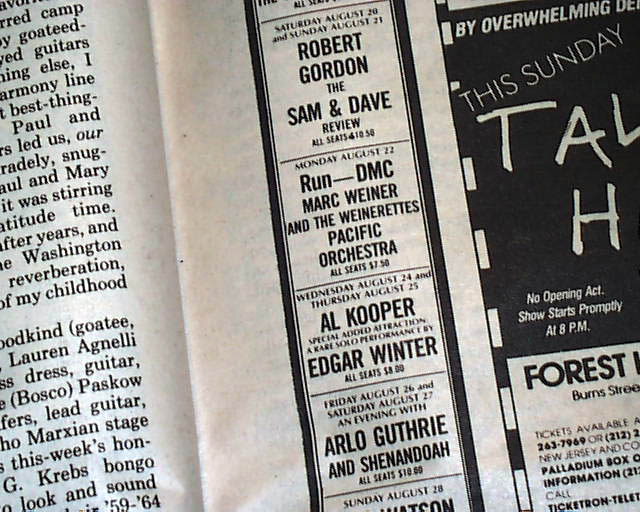 rred camp
by goateed-
yed guitars
hing else, I
armony line
t best-thing-
Paul and
rs led us, our
radely, snug-
aul and Mary
it was stirring
atitude time,
after years, and
he Washington
reverberation,
of my childhood
oodkind (goatee,
Lauren Agnelli
ss dress, guitar,
e (Bosco) Paskow
fers, lead guitar,
ho Marxian stage
s this-week's hon-
G. Krebs bongo
o look and sound
'59-'64
ALL SEATS
SATURDAY AUGUST 20
and SUNDAY AUGUST 21
ROBERT
GORDON
THE
SAM & DAVE
REVIEW
ALL SEATS $10.50
MONDAY AUGUST 22
Run—DMC
MARC WEINER
AND THE WEINERETTES
PACIFIC
ORCHESTRA
ALL SEATS $7.50
WEDNESDAY AUGUST 24 and
THURSDAY AUGUST 25
AL KOOPER
SPECIAL ADDED ATTRACTION
A RARE SOLO PERFORMANCE BY
EDGAR WINTER
ALL SEATS $8.00
FRIDAY AUGUST 26 and
SATURDAY AUGUST 27
AN EVENING WITH
ARLO GUTHRIE
AND SHENANDOAH
ALL SEATS $10.00
SUNDAY AUGUST 28
WATSON
BY OVERWHELMING DE
THIS SUNDAY
TAL
H
No Opening Act.
Show Starts Promptly
At 8 P.M.
FOREST
Burns Stree
TICKETS AVAILABLE A
263-7969 OR (212) 2
NEW JERSEY AND CO
PALLADIUM BOX O
INFORMATION (21
CALL
TICKETRON-TELE